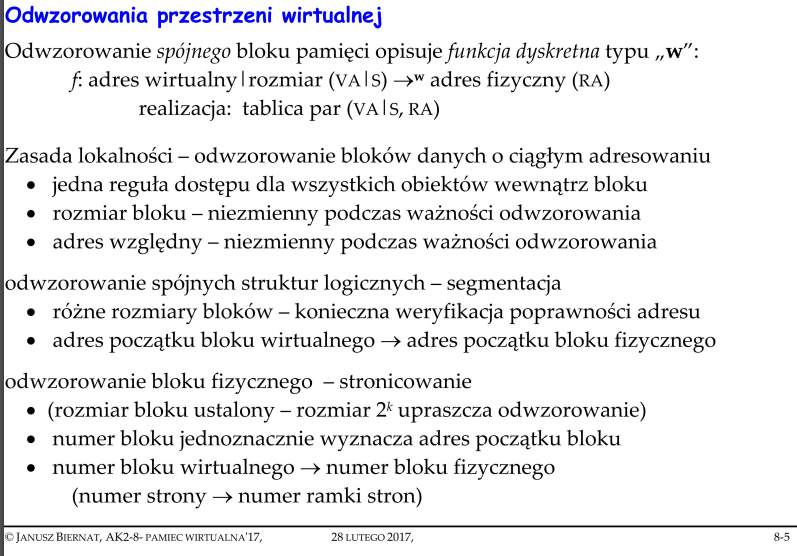 Odwzorowania przestrzeni wirtualnej
Odwzorowanie spójnego bloku pamięci opisuje funkcja dyskretna typu „w”:
f: adres wirtualny|rozmiar (VA|S) →ʷ adres fizyczny (RA)
realizacja: tablica par (VA|S, RA)
Zasada lokalności – odwzorowanie bloków danych o ciągłym adresowaniu
• jedna reguła dostępu dla wszystkich obiektów wewnątrz bloku
• rozmiar bloku – niezmienny podczas ważności odwzorowania
• adres względny – niezmienny podczas ważności odwzorowania
odwzorowanie spójnych struktur logicznych – segmentacja
• różne rozmiary bloków – konieczna weryfikacja poprawności adresu
• adres początku bloku wirtualnego → adres początku bloku fizycznego
odwzorowanie bloku fizycznego – stronicowanie
• (rozmiar bloku ustalony – rozmiar 2ᵏ upraszcza odwzorowanie)
• numer bloku jednoznacznie wyznacza adres początku bloku
• numer bloku wirtualnego → numer bloku fizycznego
(numer strony → numer ramki stron)
© JANUSZ BIERNAT, AK2-8- PAMIEC WIRTUALNA'17, 28 LUTEGO 2017, 8-5